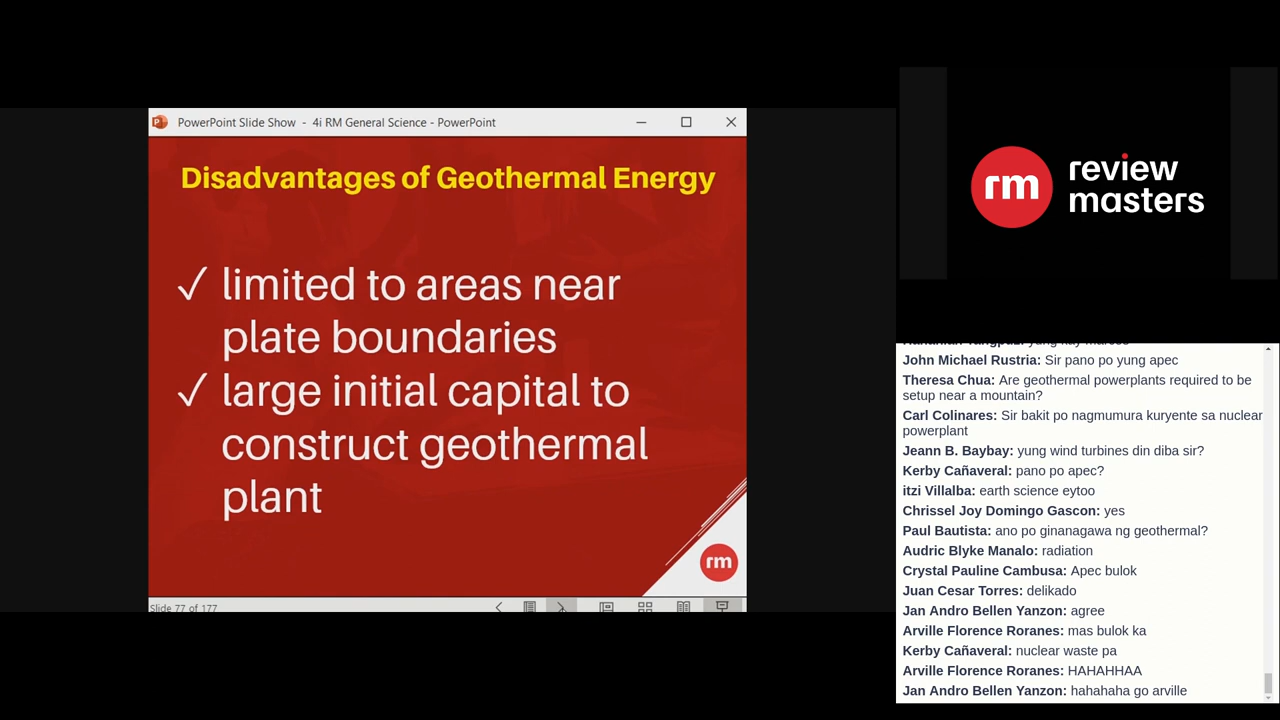 PowerPoint Slide Show - 4i RM General Science - PowerPoint
Disadvantages of Geothermal Energy
✓ limited to areas near
plate boundaries
✓ large initial capital to
construct geothermal
plant
rm
Slide 77 of 177
rm
review
masters
John Michael Rustria: Sir pano po yung apec
Theresa Chua: Are geothermal powerplants required to be
setup near a mountain?
Carl Colinares: Sir bakit po nagmumura kuryente sa nuclear
powerplant
Jeann B. Baybay: yung wind turbines din diba sir?
Kerby Cañaveral: pano po apec?
itzi Villalba: earth science eytoo
Chrissel Joy Domingo Gascon: yes
Paul Bautista: ano po ginanagawa ng geothermal?
Audric Blyke Manalo: radiation
Crystal Pauline Cambusa: Apec bulok
Juan Cesar Torres: delikado
Jan Andro Bellen Yanzon: agree
Arville Florence Roranes: mas bulok ka
Kerby Cañaveral: nuclear waste pa
Arville Florence Roranes: HAHAHHAA
Jan Andro Bellen Yanzon: hahahaha go arville